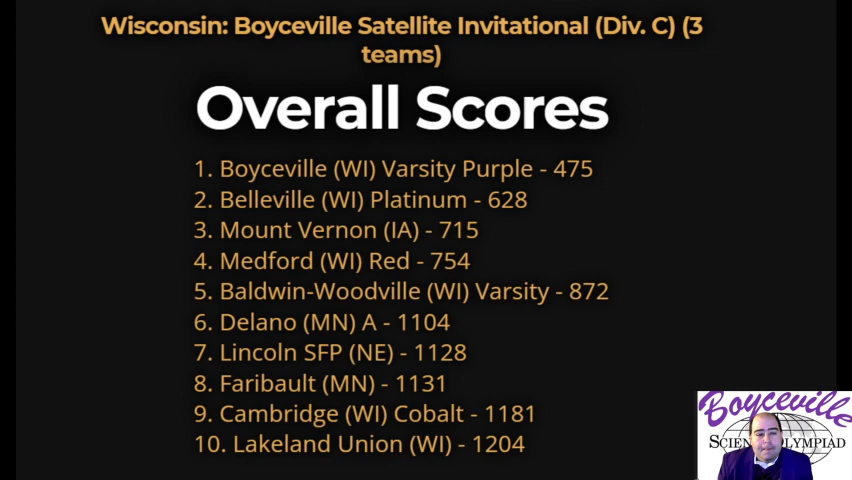 Wisconsin: Boyceville Satellite Invitational (Div. C) (3
teams)
Overall Scores
1. Boyceville (WI) Varsity Purple - 475
2. Belleville (WI) Platinum - 628
3. Mount Vernon (IA) - 715
4. Medford (WI) Red - 754
5. Baldwin-Woodville (WI) Varsity - 872
6. Delano (MN) A - 1104
7. Lincoln SFP (NE) - 1128
8. Faribault (MN) - 1131
9. Cambridge (WI) Cobalt - 1181
10. Lakeland Union (WI) - 1204
Boyceville